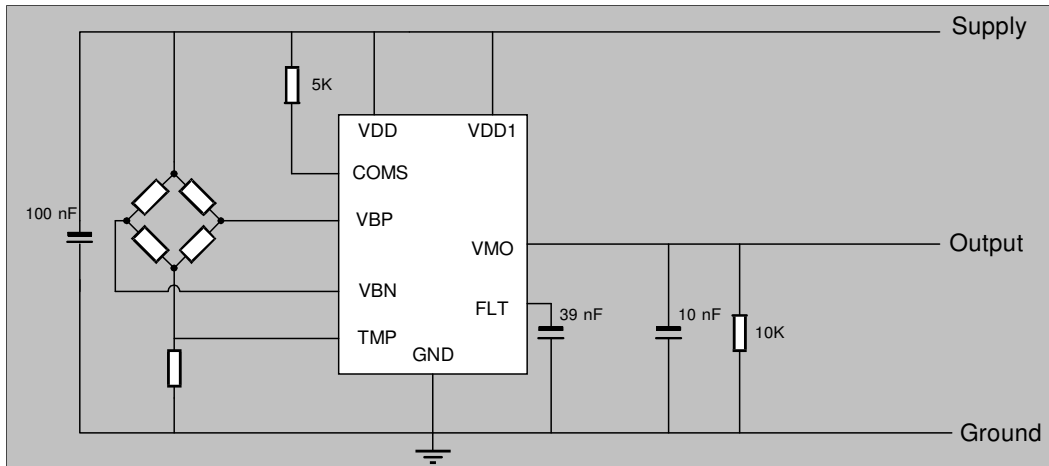 Supply
5K
VDD
VDD1
COMS
100 nF
VBP
VMO
Output
VBN
FLT
39 nF
10 nF
10K
TMP
GND
Ground